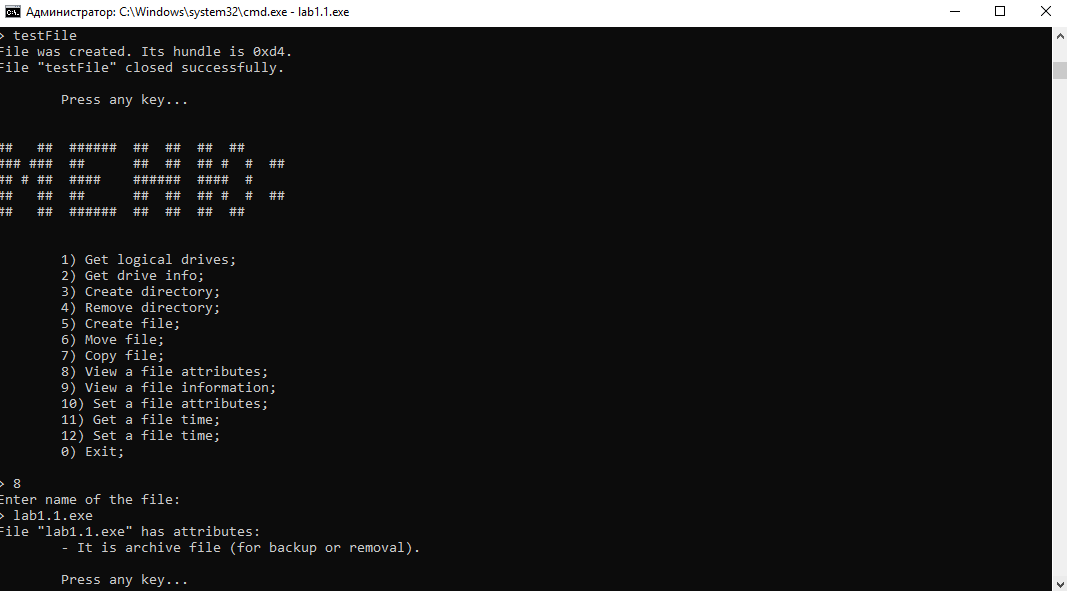 Администратор: C:\Windows\system32\cmd.exe - lab1.1.exe
> testFile
File was created. Its hundle is 0xd4.
File "testFile" closed successfully.
Press any key...
##   ##  ######  ##  ##  ##  ##
### ###  ##      ##  ##  ## #  #  ##
## # ##  ####    ######  ####  #
##   ##  ##      ##  ##  ## #  #  ##
##   ##  ######  ##  ##  ##  ##
1) Get logical drives;
2) Get drive info;
3) Create directory;
4) Remove directory;
5) Create file;
6) Move file;
7) Copy file;
8) View a file attributes;
9) View a file information;
10) Set a file attributes;
11) Get a file time;
12) Set a file time;
0) Exit;
> 8
Enter name of the file:
> lab1.1.exe
File "lab1.1.exe" has attributes:
- It is archive file (for backup or removal).
Press any key...